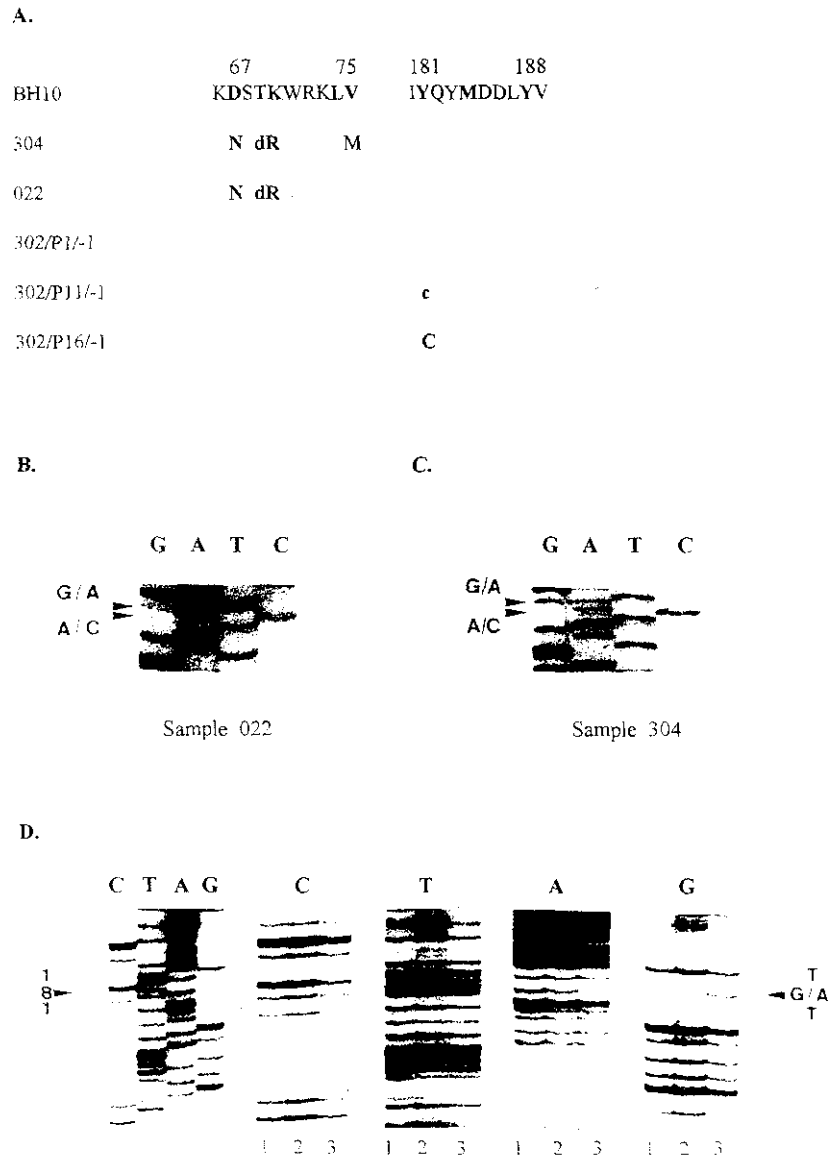 A.
67 75 181 188
BH10 KDSTKWRKLV IYQYMDDLYV
304 N dR M
022 N dR
302/P1/-1
302/P11/-1 c
302/P16/-1 C
B. C.
G A T C G A T C
G/A G/A
A/C A/C
Sample 022 Sample 304
D.
C T A G C T A G
1 T
8 G/A
1 T
1 2 3 1 2 3 1 2 3 1 2 3